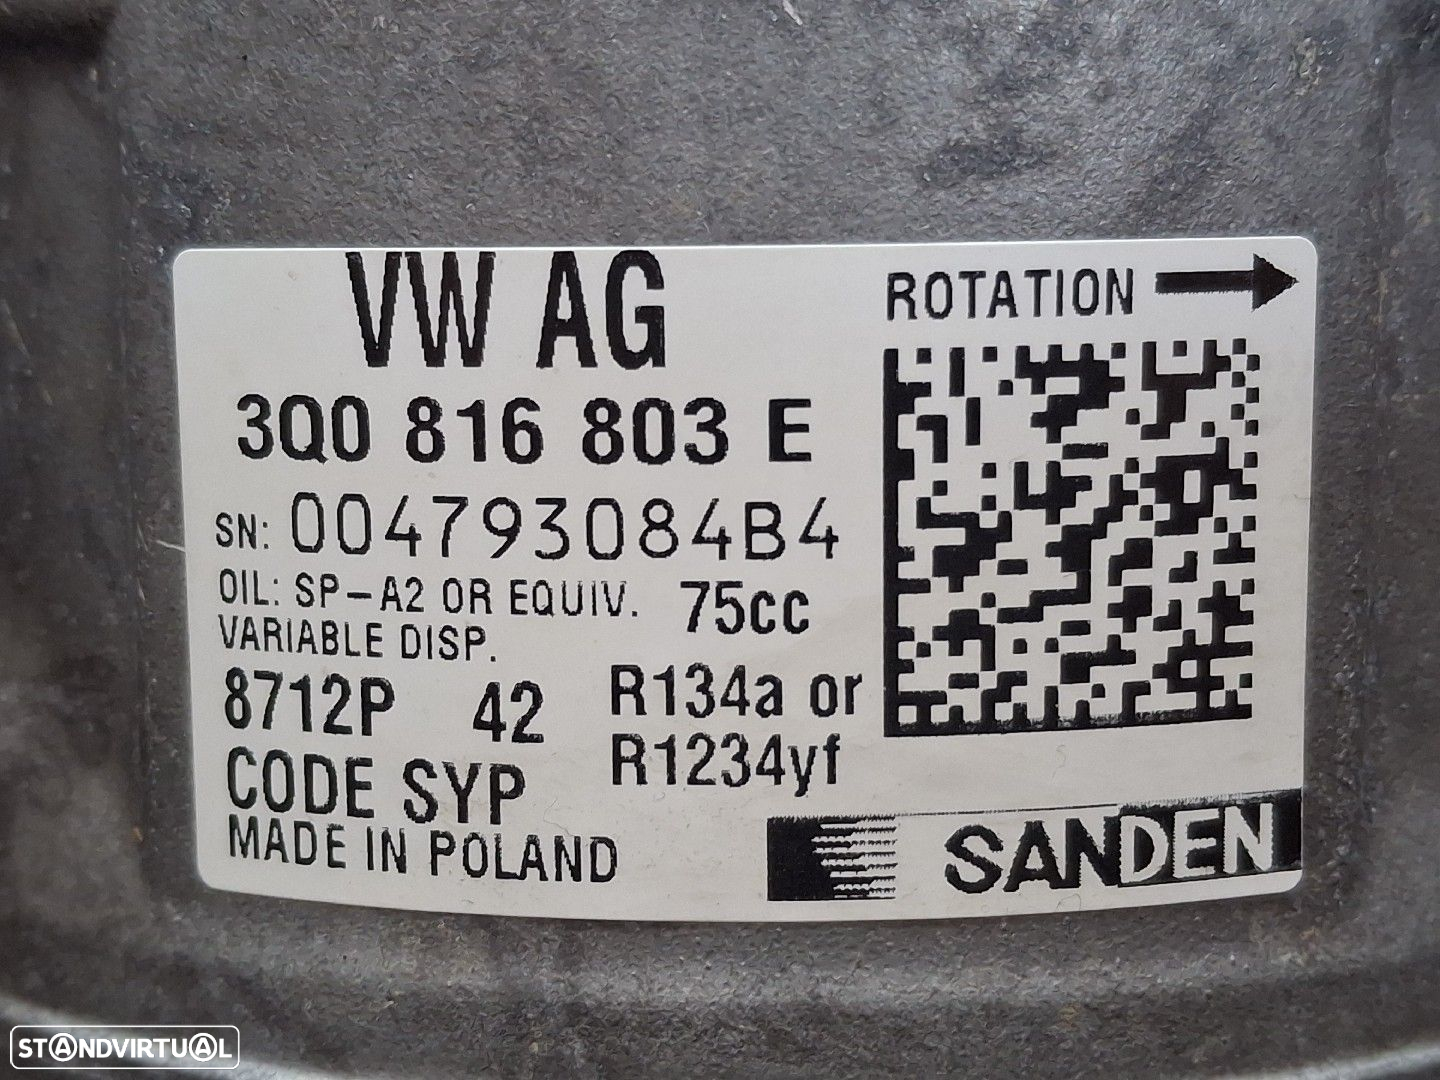 VW AG
ROTATION
3Q0 816 803 E
SN: 004793084B4
OIL: SP-A2 OR EQUIV. 75cc
VARIABLE DISP.
8712P 42 R134a or
R1234yf
CODE SYP
MADE IN POLAND
SANDEN
STANDVIRTUAL